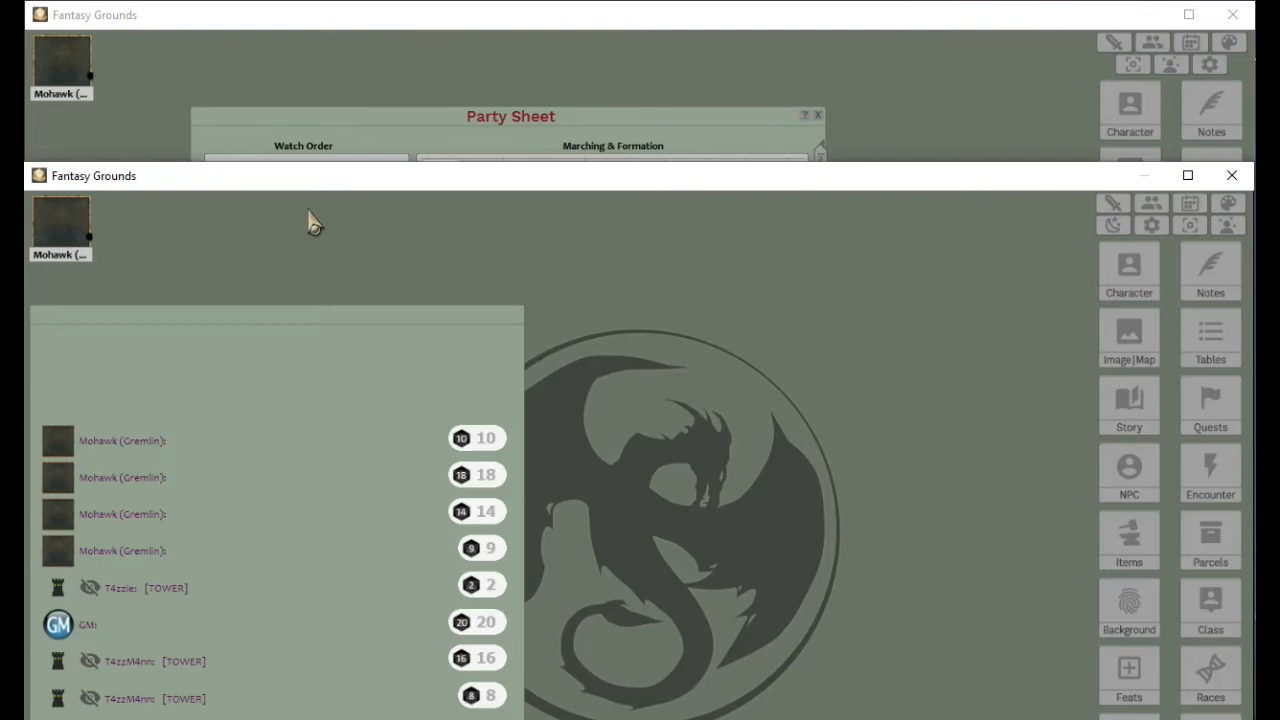 Fantasy Grounds
Mohawk (...
Party Sheet
? X
Watch Order
Marching & Formation
Character
Notes
Fantasy Grounds
Mohawk (...
Character
Notes
Image|Map
Tables
Story
Quests
NPC
Encounter
Items
Parcels
Background
Class
Feats
Races
Mohawk (Gremlin): 10 10
Mohawk (Gremlin): 18 18
Mohawk (Gremlin): 14 14
Mohawk (Gremlin): 9 9
T4zzie: [TOWER] 2 2
GM GM: 20 20
T4zzM4nn: [TOWER] 16 16
T4zzM4nn: [TOWER] 8 8